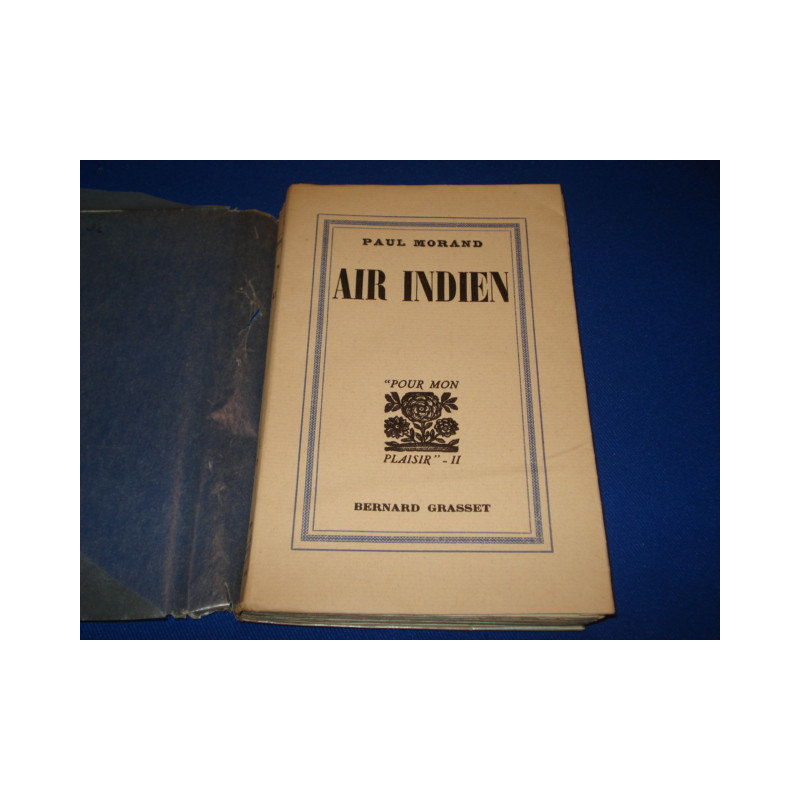 PAUL MORAND
AIR INDIEN
"POUR MON
PLAISIR" - II
BERNARD GRASSET